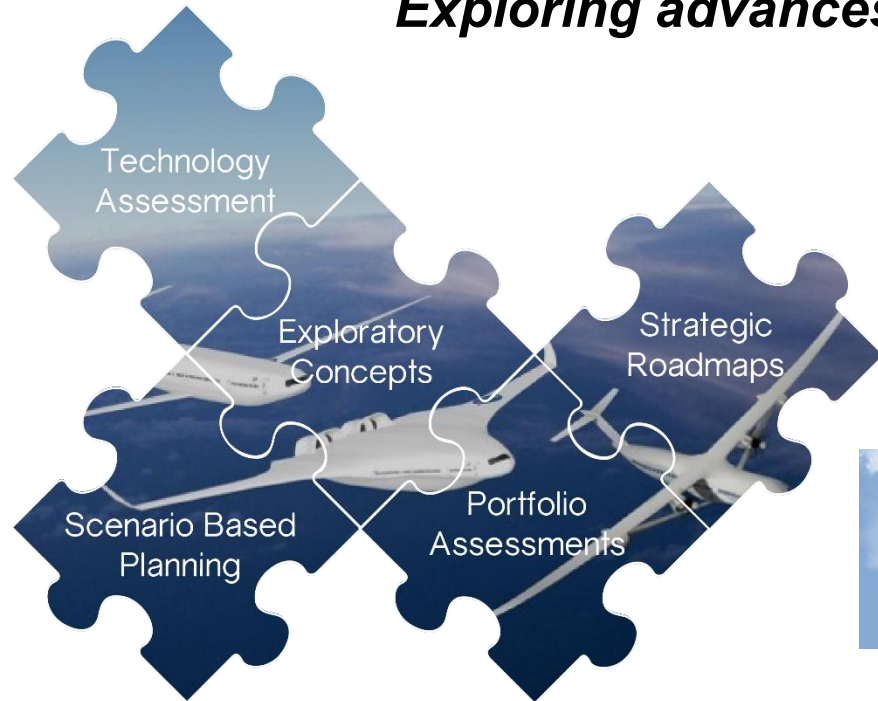 Exploring advances
Technology
Assessment
Exploratory
Concepts
Strategic
Roadmaps
Scenario Based
Planning
Portfolio
Assessments